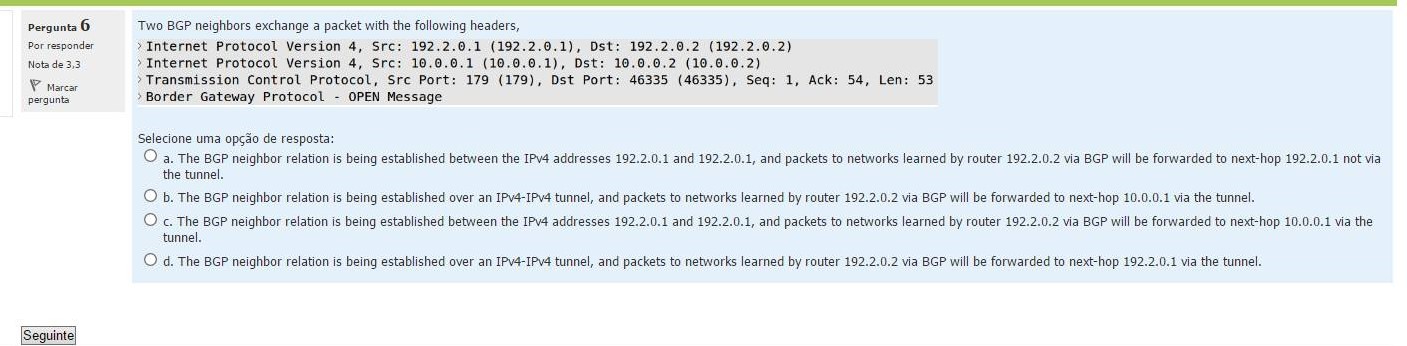 Pergunta 6
Por responder
Nota de 3,3
Marcar
pergunta
Two BGP neighbors exchange a packet with the following headers,
› Internet Protocol Version 4, Src: 192.2.0.1 (192.2.0.1), Dst: 192.2.0.2 (192.2.0.2)
› Internet Protocol Version 4, Src: 10.0.0.1 (10.0.0.1), Dst: 10.0.0.2 (10.0.0.2)
› Transmission Control Protocol, Src Port: 179 (179), Dst Port: 46335 (46335), Seq: 1, Ack: 54, Len: 53
› Border Gateway Protocol - OPEN Message
Selecione uma opção de resposta:
a. The BGP neighbor relation is being established between the IPv4 addresses 192.2.0.1 and 192.2.0.1, and packets to networks learned by router 192.2.0.2 via BGP will be forwarded to next-hop 192.2.0.1 not via
the tunnel.
b. The BGP neighbor relation is being established over an IPv4-IPv4 tunnel, and packets to networks learned by router 192.2.0.2 via BGP will be forwarded to next-hop 10.0.0.1 via the tunnel.
c. The BGP neighbor relation is being established between the IPv4 addresses 192.2.0.1 and 192.2.0.1, and packets to networks learned by router 192.2.0.2 via BGP will be forwarded to next-hop 10.0.0.1 via the
tunnel.
d. The BGP neighbor relation is being established over an IPv4-IPv4 tunnel, and packets to networks learned by router 192.2.0.2 via BGP will be forwarded to next-hop 192.2.0.1 via the tunnel.
Seguinte